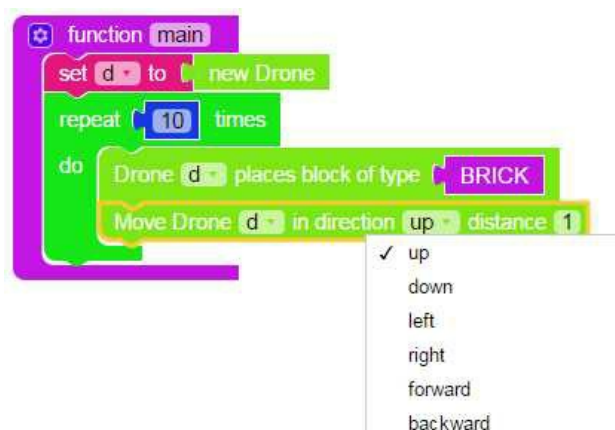 function main
set d to new Drone
repeat 10 times
do
Drone d places block of type BRICK
Move Drone d in direction up distance 1
✓ up
down
left
right
forward
backward